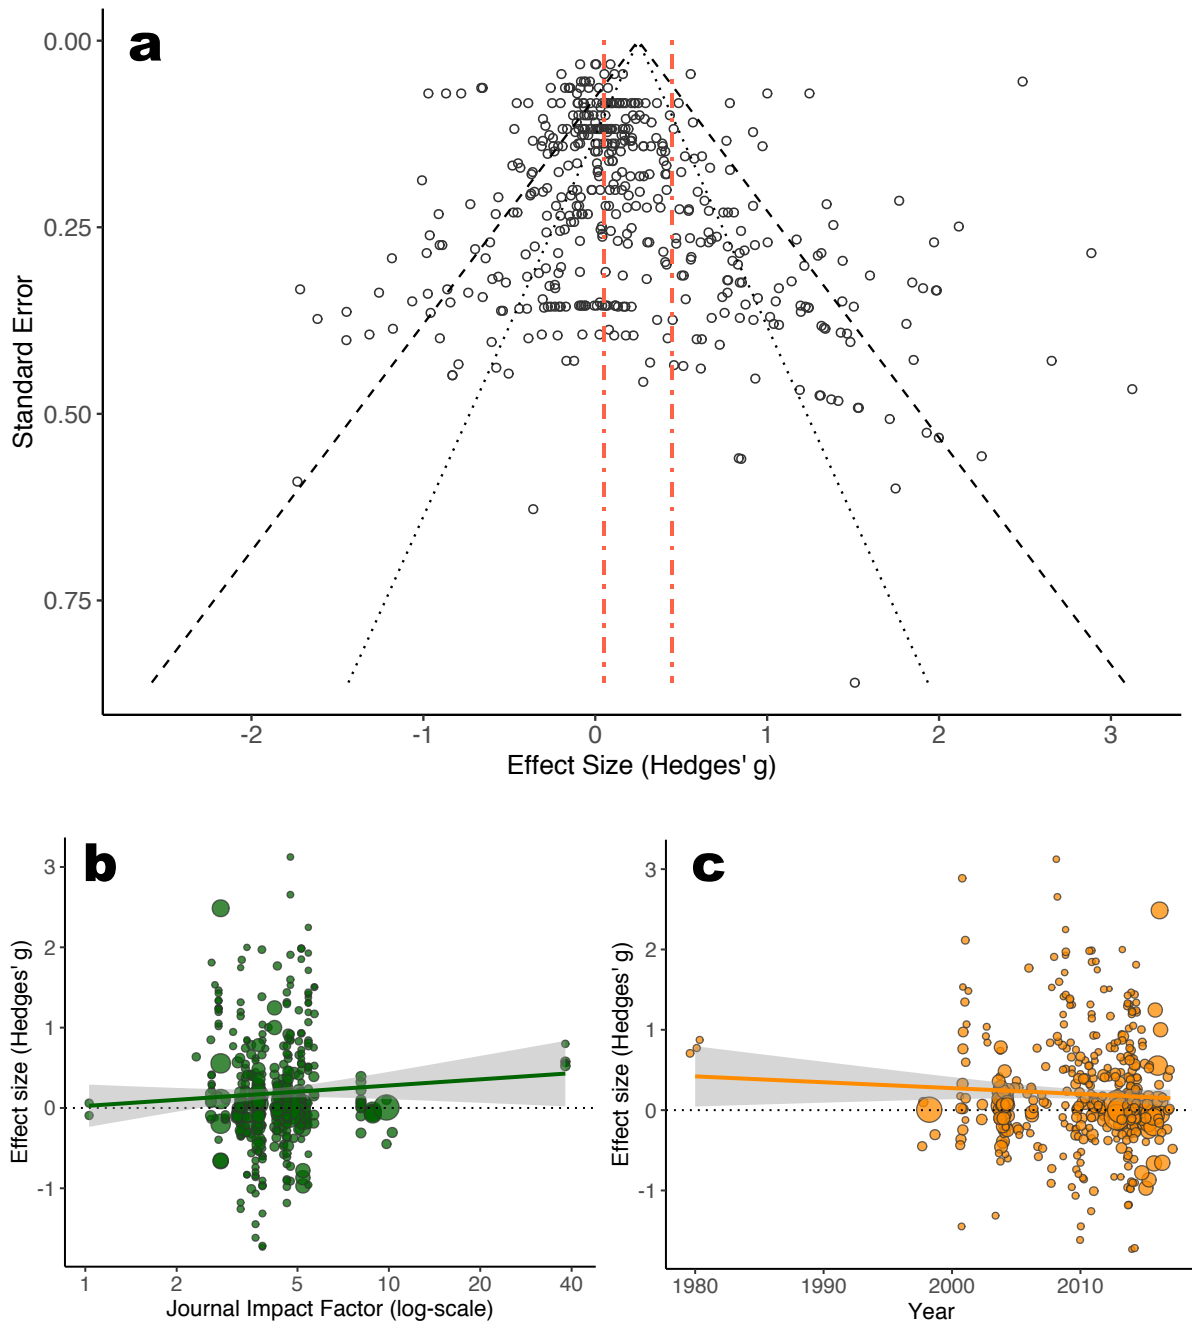 a
0.00
0.25
0.50
0.75
Standard Error
-2 -1 0 1 2 3
Effect Size (Hedges' g)
b
3
2
1
0
-1
Effect size (Hedges' g)
1 2 5 10 20 40
Journal Impact Factor (log-scale)
c
3
2
1
0
-1
Effect size (Hedges' g)
1980 1990 2000 2010
Year